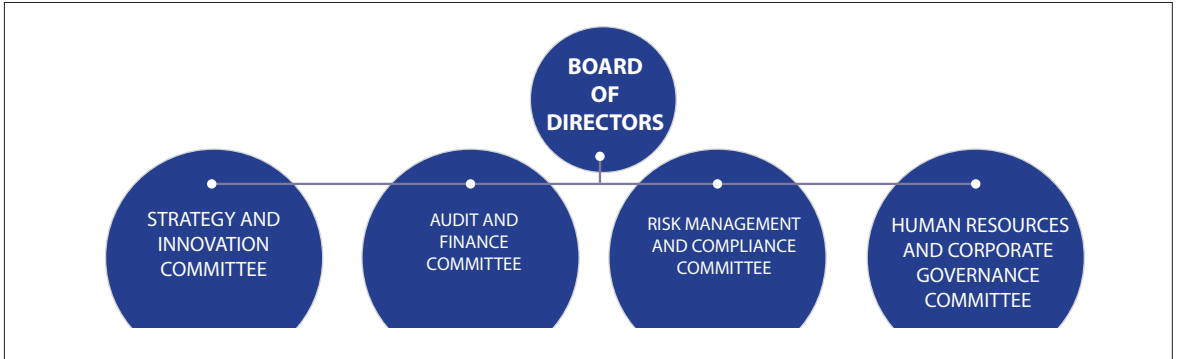 BOARD
OF
DIRECTORS
STRATEGY AND
INNOVATION
COMMITTEE
AUDIT AND
FINANCE
COMMITTEE
RISK MANAGEMENT
AND COMPLIANCE
COMMITTEE
HUMAN RESOURCES
AND CORPORATE
GOVERNANCE
COMMITTEE